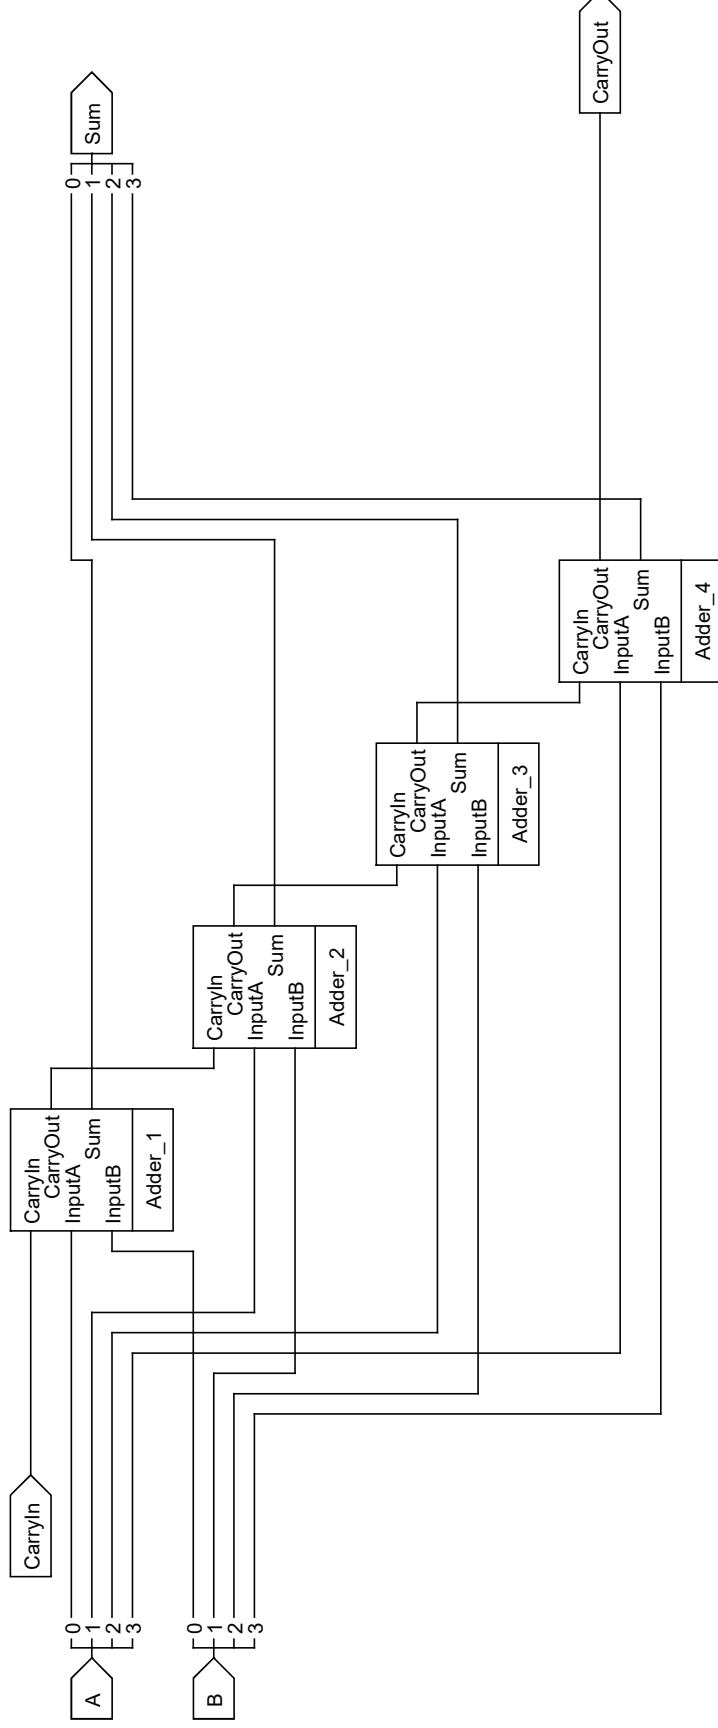 CarryIn
A
0
1
2
3
B
0
1
2
3
CarryIn
CarryOut
InputA
Sum
InputB
Adder_1
CarryIn
CarryOut
InputA
Sum
InputB
Adder_2
CarryIn
CarryOut
InputA
Sum
InputB
Adder_3
CarryIn
CarryOut
InputA
Sum
InputB
Adder_4
0
1
2
3
Sum
CarryOut